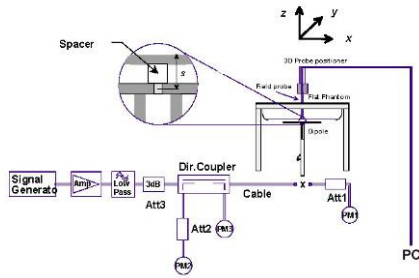 z
y
x
Spacer
s
3D Probe positioner
Field probe
Flat Phantom
Dipole
Signal
Generato
Amp
Low
Pass
3dB
Att3
Dir.Coupler
Cable
x
Att1
PM1
Att2
PM3
PM2
PC